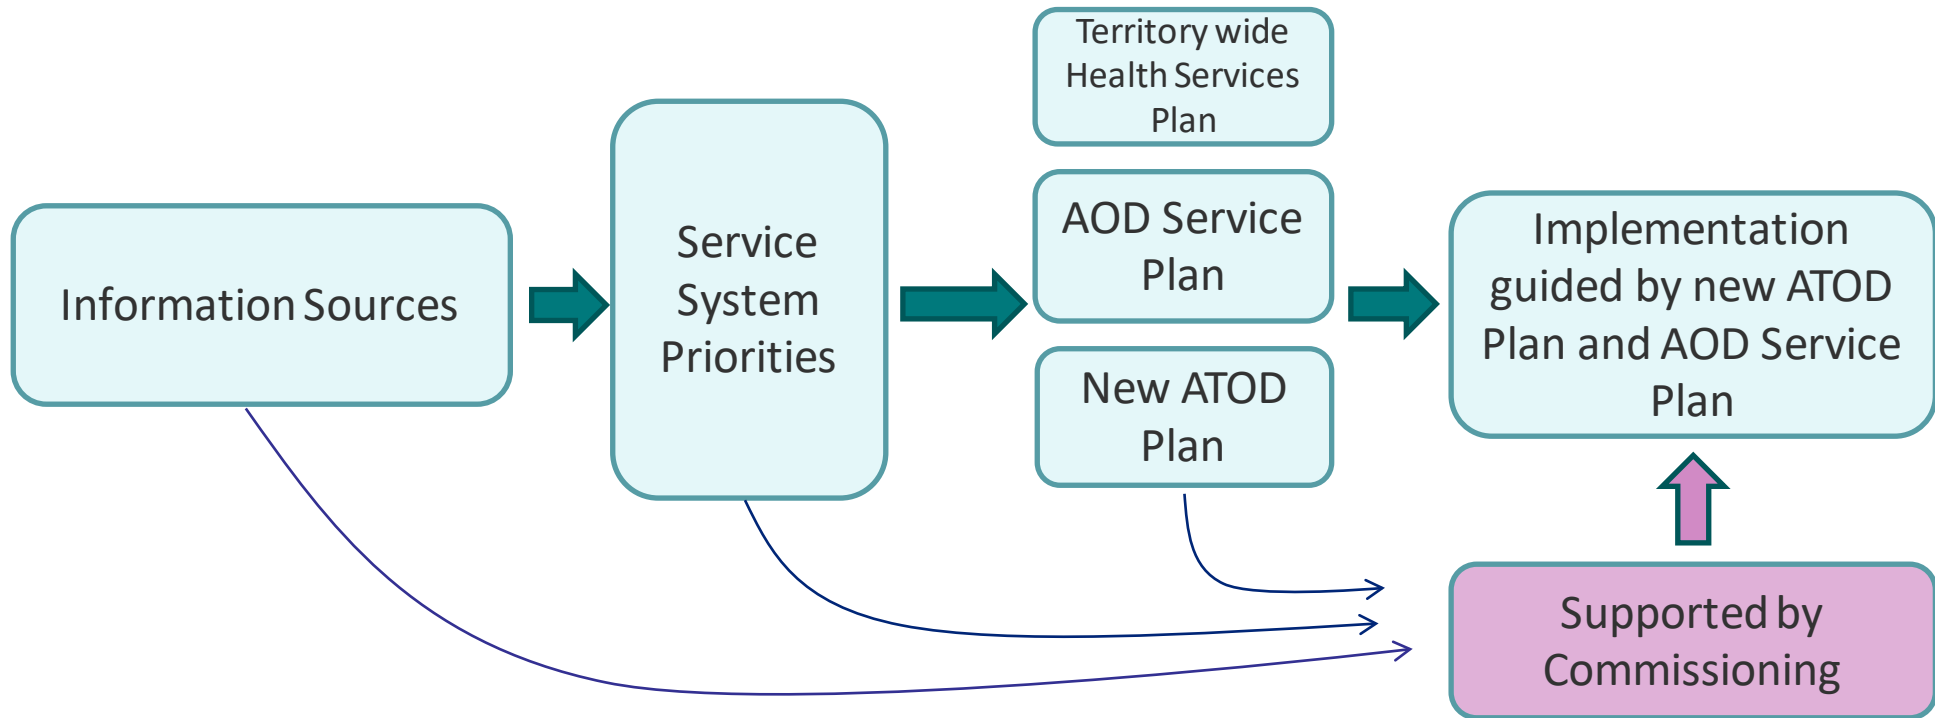 Information Sources
Service
System
Priorities
Territory wide
Health Services
Plan
AOD Service
Plan
New ATOD
Plan
Implementation
guided by new ATOD
Plan and AOD Service
Plan
Supported by
Commissioning